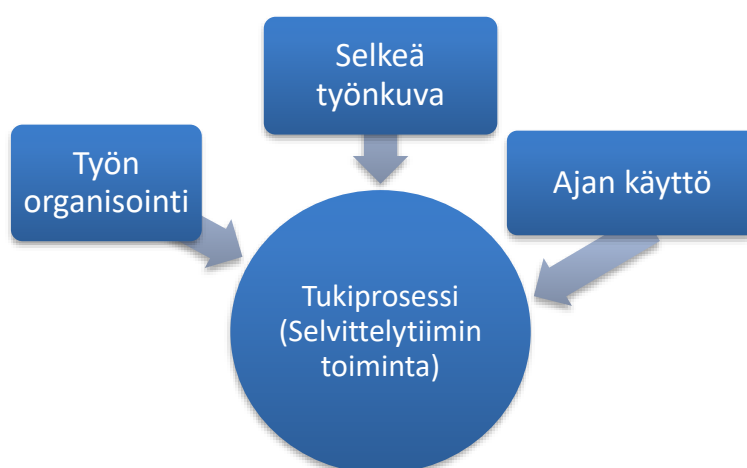 Selkeä
työnkuva
Työn
organisointi
Ajan käyttö
Tukiprosessi
(Selvittelytiimin
toiminta)